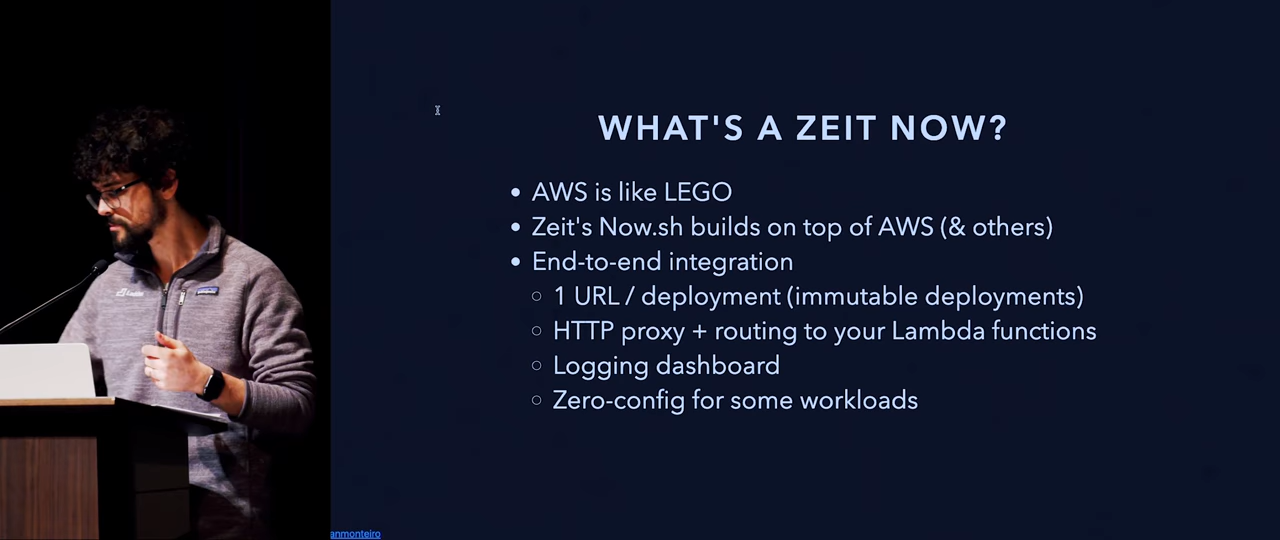 WHAT'S A ZEIT NOW?
AWS is like LEGO
Zeit's Now.sh builds on top of AWS (& others)
End-to-end integration
1 URL / deployment (immutable deployments)
HTTP proxy + routing to your Lambda functions
Logging dashboard
Zero-config for some workloads
anmonteiro